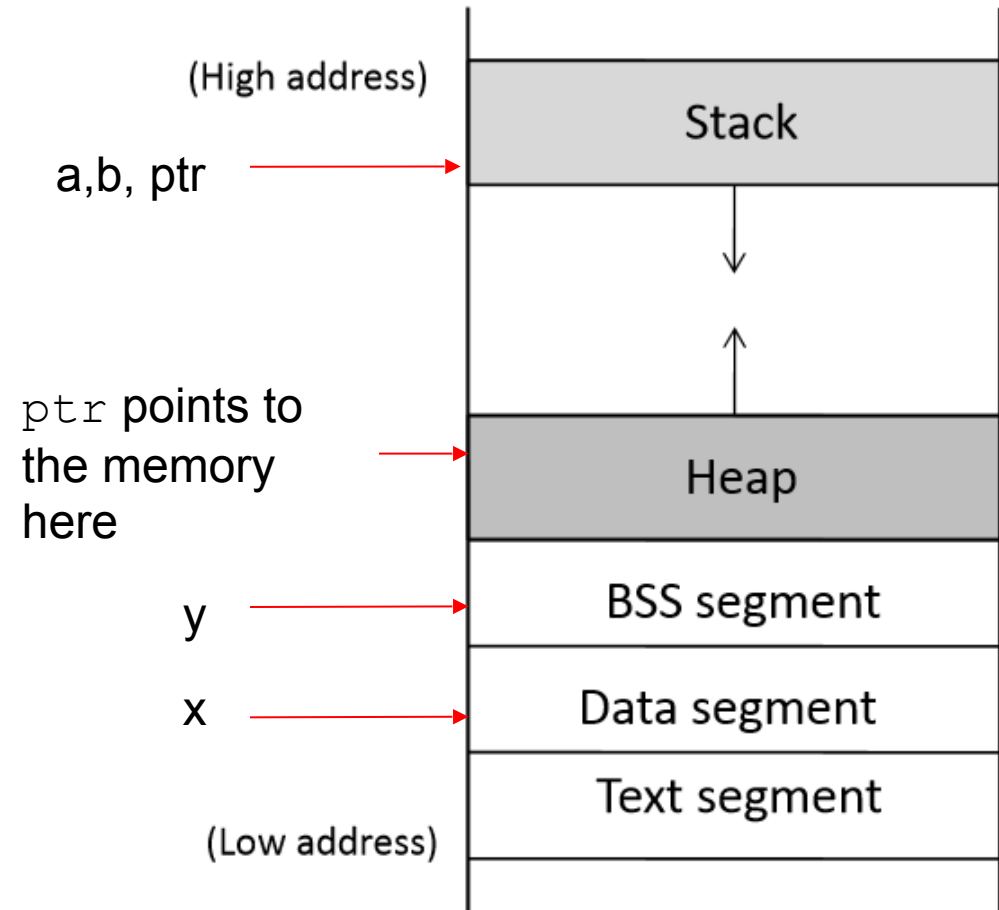 (High address)
Stack
a,b, ptr
ptr points to
the memory
here
Heap
y
BSS segment
x
Data segment
Text segment
(Low address)